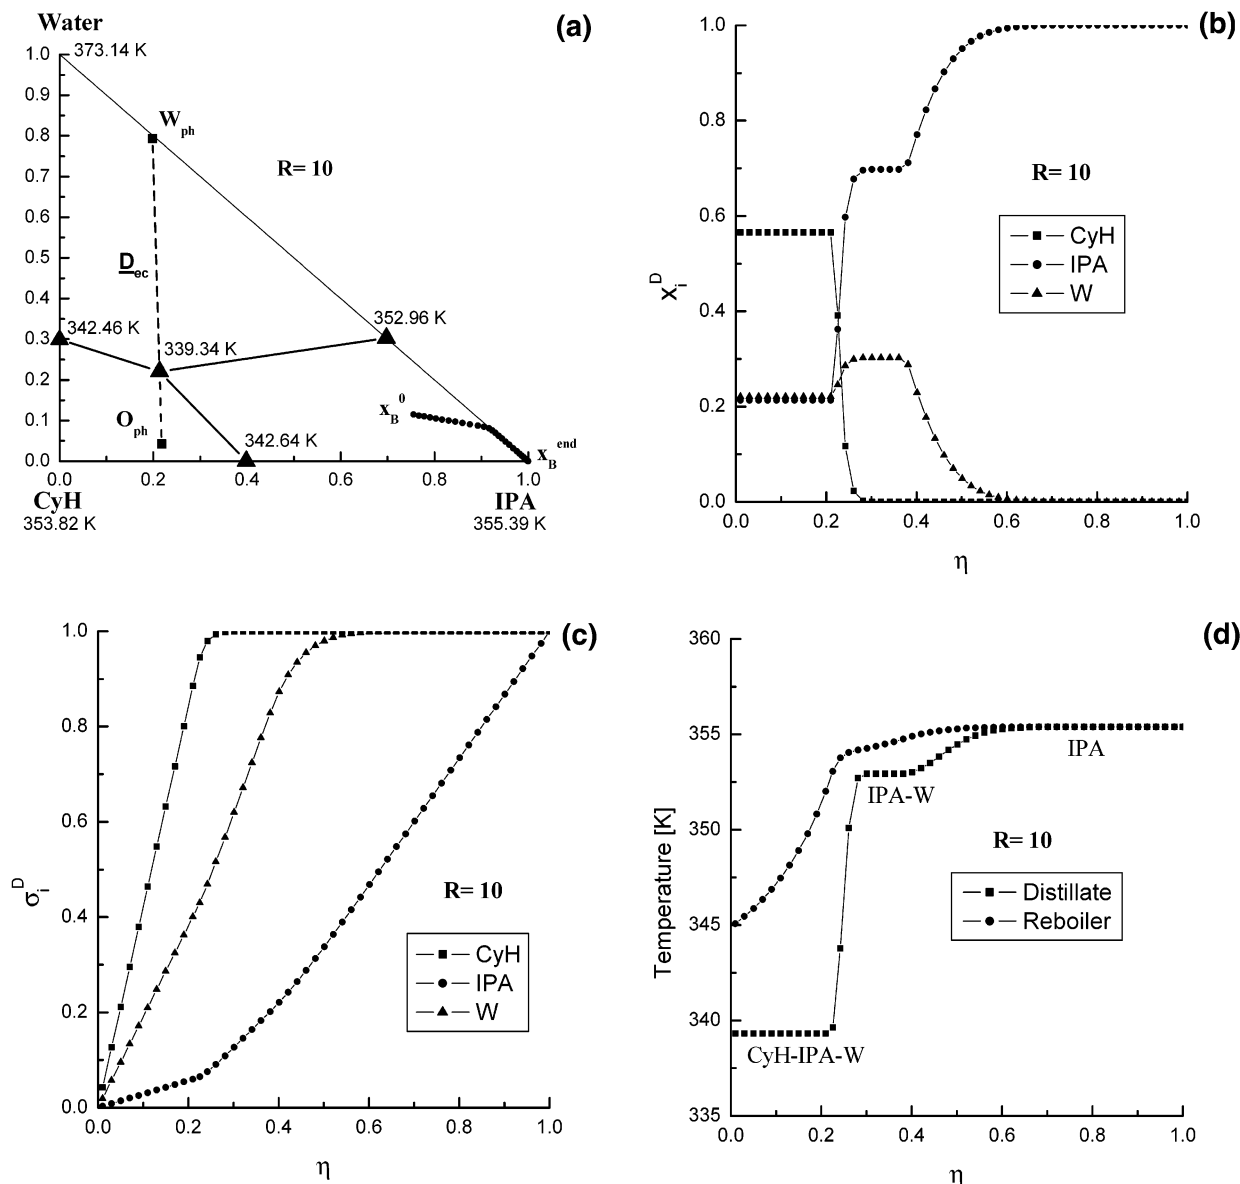 Water
(a)
373.14 K
1.0
0.9
0.8
0.7
0.6
0.5
0.4
0.3
0.2
0.1
0.0
W_ph
R= 10
D_ec
352.96 K
342.46 K
339.34 K
x_B^0
O_ph
342.64 K
x_B^end
0.0 0.2 0.4 0.6 0.8 1.0
CyH IPA
353.82 K 355.39 K
(b)
1.0
0.8
0.6
0.4
0.2
0.0
x_i^D
R= 10
CyH
IPA
W
0.0 0.2 0.4 0.6 0.8 1.0
η
(c)
1.0
0.8
0.6
0.4
0.2
0.0
σ_i^D
R= 10
CyH
IPA
W
0.0 0.2 0.4 0.6 0.8 1.0
η
(d)
360
355
350
345
340
335
Temperature [K]
IPA
IPA-W
R= 10
Distillate
Reboiler
CyH-IPA-W
0.0 0.2 0.4 0.6 0.8 1.0
η